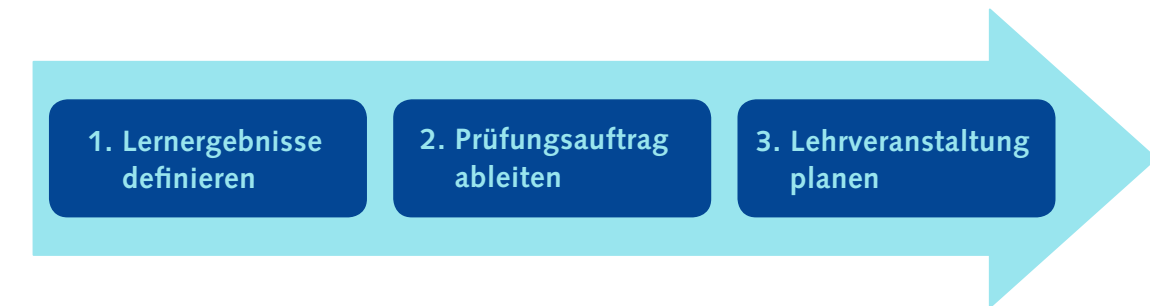 1. Lernergebnisse
definieren
2. Prüfungsauftrag
ableiten
3. Lehrveranstaltung
planen